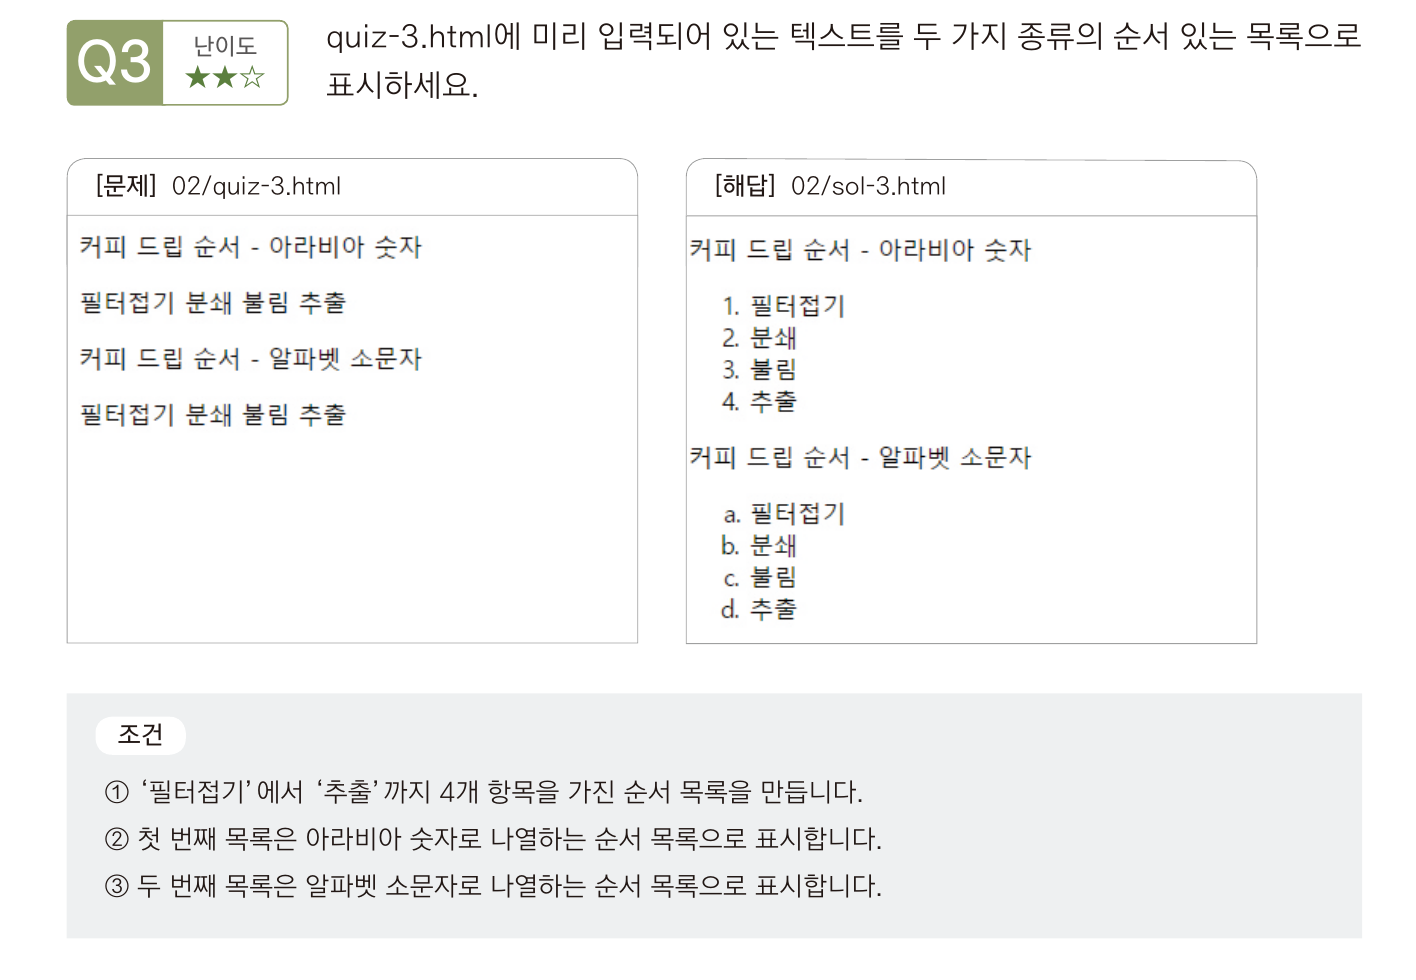 Q3
난이도
★★☆
quiz-3.html에 미리 입력되어 있는 텍스트를 두 가지 종류의 순서 있는 목록으로
표시하세요.
[문제] 02/quiz-3.html
커피 드립 순서 - 아라비아 숫자
필터접기 분쇄 불림 추출
커피 드립 순서 - 알파벳 소문자
필터접기 분쇄 불림 추출
[해답] 02/sol-3.html
커피 드립 순서 - 아라비아 숫자
1. 필터접기
2. 분쇄
3. 불림
4. 추출
커피 드립 순서 - 알파벳 소문자
a. 필터접기
b. 분쇄
c. 불림
d. 추출
조건
① ‘필터접기’에서 ‘추출’까지 4개 항목을 가진 순서 목록을 만듭니다.
② 첫 번째 목록은 아라비아 숫자로 나열하는 순서 목록으로 표시합니다.
③ 두 번째 목록은 알파벳 소문자로 나열하는 순서 목록으로 표시합니다.